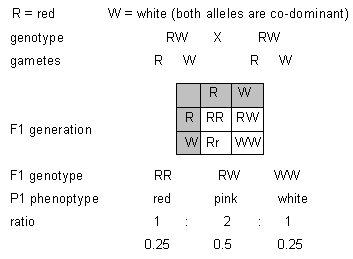 R = red W = white (both alleles are co-dominant)
genotype RW X RW
gametes R W R W
R W
R RR RW
F1 generation
W Rr WW
F1 genotype RR RW WW
P1 phenoptype red pink white
ratio 1 : 2 : 1
0.25 0.5 0.25